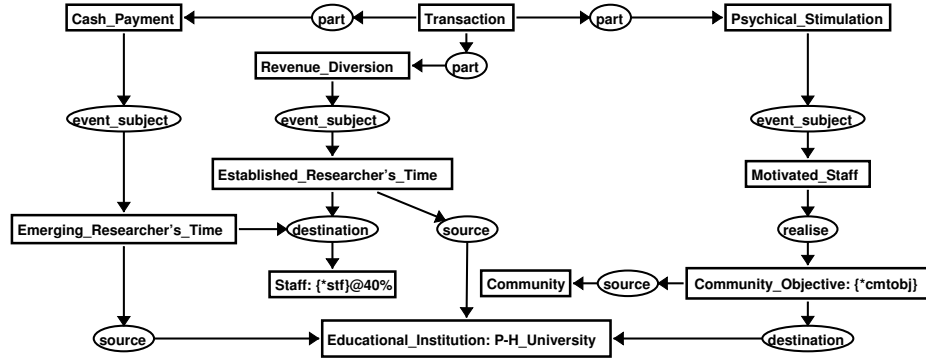 Cash_Payment
part
Transaction
part
Psychical_Stimulation
Revenue_Diversion
part
event_subject
event_subject
event_subject
Established_Researcher's_Time
Motivated_Staff
Emerging_Researcher's_Time
destination
source
realise
Staff: {*stf}@40%
Community
source
Community_Objective: {*cmtobj}
source
Educational_Institution: P-H_University
destination